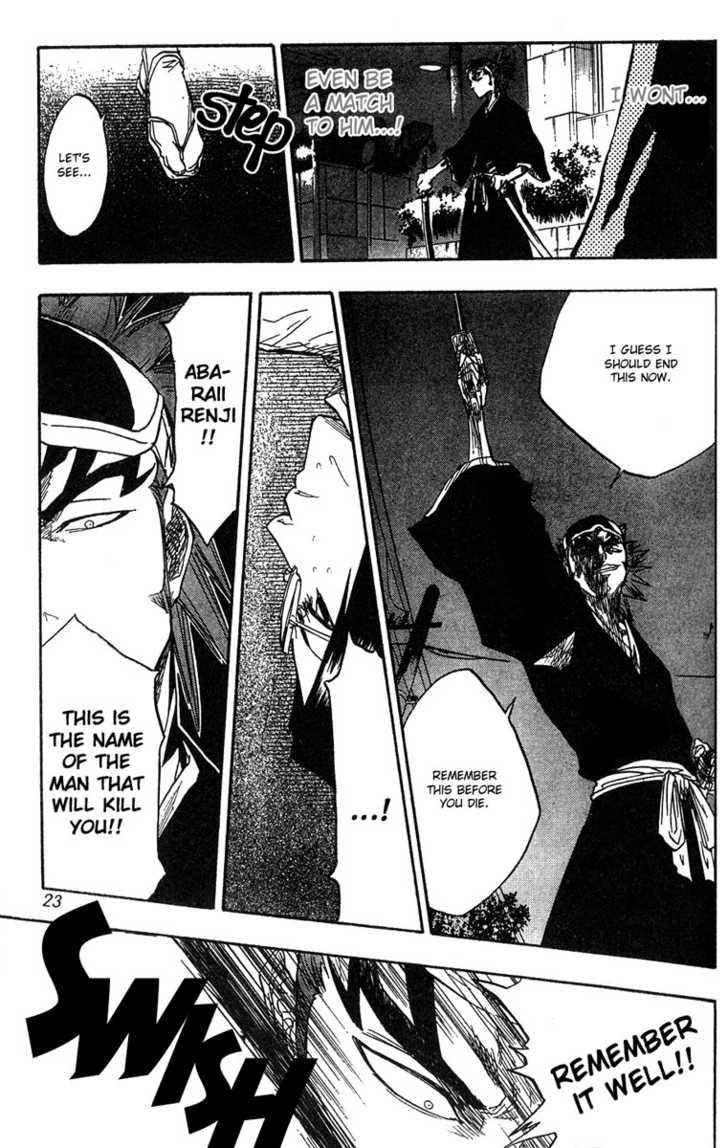 I WONT...
EVEN BE
A MATCH
TO HIM...!
step
LET'S
SEE...
I GUESS I
SHOULD END
THIS NOW.
REMEMBER
THIS BEFORE
YOU DIE.
...!
ABA-
RAII
RENJI
!!
THIS IS
THE NAME
OF THE
MAN THAT
WILL KILL
YOU!!
23
REMEMBER
IT WELL!!
SWISH